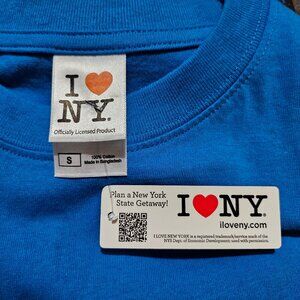 I ❤ NY®
Officially Licensed Product
S
100% Cotton
Made in Bangladesh
Plan a New York
State Getaway!
I ❤ NY®
iloveny.com
I LOVE NEW YORK is a registered trademark/service mark of the
NYS Dept. of Economic Development; used with permission.